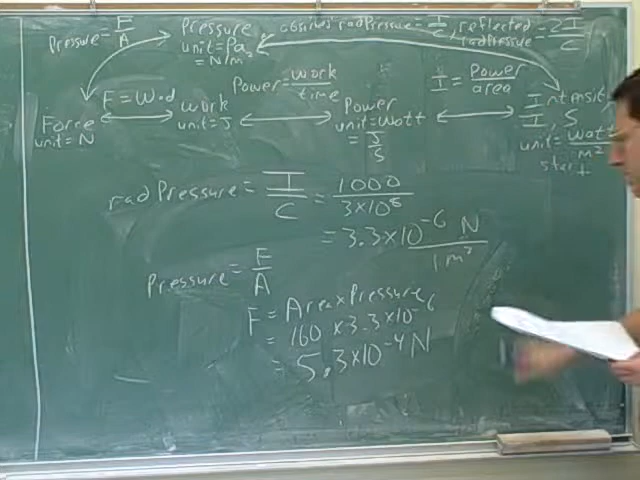 Pressure = F/A
Pressure
unit = Pa
= N/m²
absorbed radPressure = I/C, reflected radPressure = 2I/C
F = W·d
Power = work/time
I = Power/area
Force
unit = N
work
unit = J
Power
unit = Watt
= J/S
Intensity
I, S
unit = Watt/m²
start
radPressure = I/C = 1000/3×10⁸
= 3.3×10⁻⁶ N/1m²
Pressure = F/A
F = Area × Pressure
= 160 × 3.3×10⁻⁶
= 5.3×10⁻⁴ N